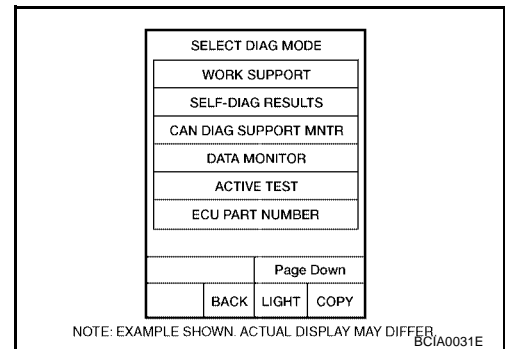 SELECT DIAG MODE
WORK SUPPORT
SELF-DIAG RESULTS
CAN DIAG SUPPORT MNTR
DATA MONITOR
ACTIVE TEST
ECU PART NUMBER
Page Down
BACK LIGHT COPY
NOTE: EXAMPLE SHOWN. ACTUAL DISPLAY MAY DIFFER.
BCIA0031E